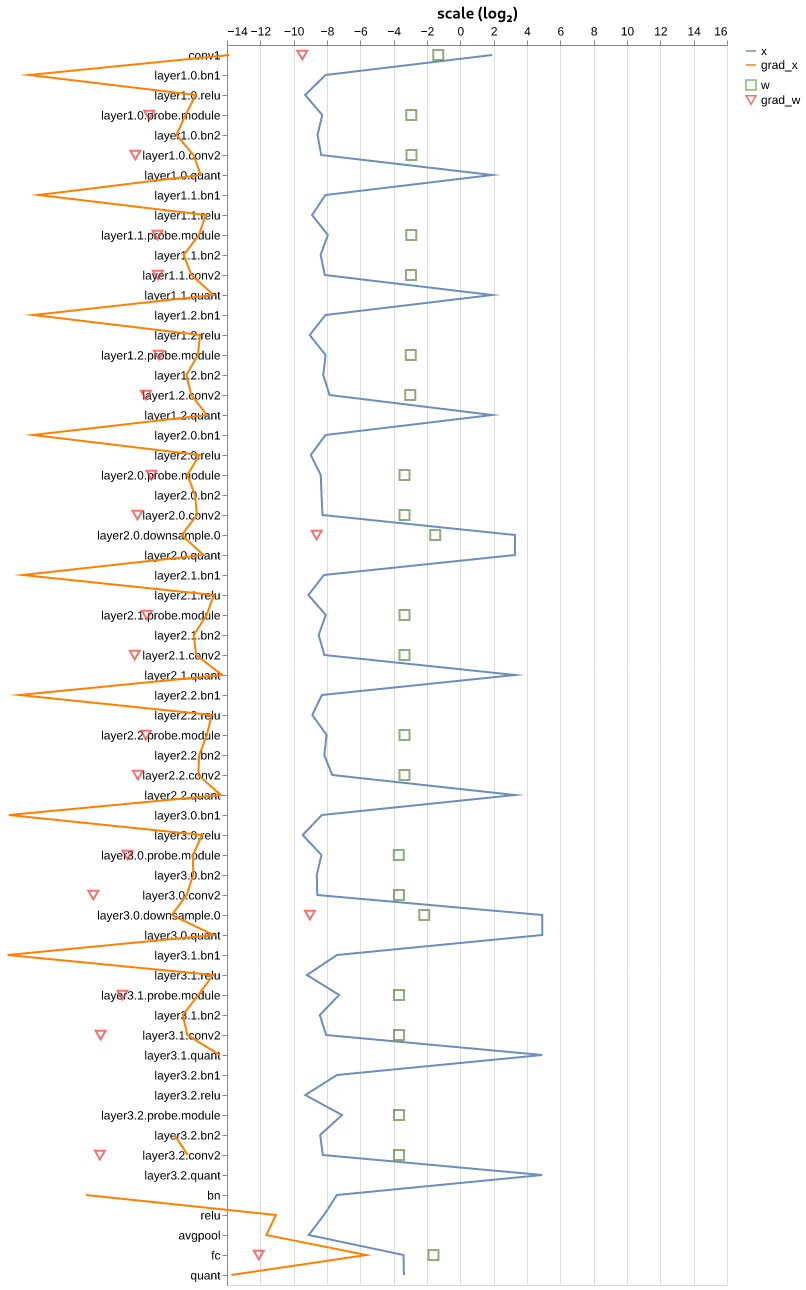 scale (log2)
−14 −12 −10 −8 −6 −4 −2 0 2 4 6 8 10 12 14 16
x
grad_x
w
grad_w
conv1
layer1.0.bn1
layer1.0.relu
layer1.0.probe.module
layer1.0.bn2
layer1.0.conv2
layer1.0.quant
layer1.1.bn1
layer1.1.relu
layer1.1.probe.module
layer1.1.bn2
layer1.1.conv2
layer1.1.quant
layer1.2.bn1
layer1.2.relu
layer1.2.probe.module
layer1.2.bn2
layer1.2.conv2
layer1.2.quant
layer2.0.bn1
layer2.0.relu
layer2.0.probe.module
layer2.0.bn2
layer2.0.conv2
layer2.0.downsample.0
layer2.0.quant
layer2.1.bn1
layer2.1.relu
layer2.1.probe.module
layer2.1.bn2
layer2.1.conv2
layer2.1.quant
layer2.2.bn1
layer2.2.relu
layer2.2.probe.module
layer2.2.bn2
layer2.2.conv2
layer2.2.quant
layer3.0.bn1
layer3.0.relu
layer3.0.probe.module
layer3.0.bn2
layer3.0.conv2
layer3.0.downsample.0
layer3.0.quant
layer3.1.bn1
layer3.1.relu
layer3.1.probe.module
layer3.1.bn2
layer3.1.conv2
layer3.1.quant
layer3.2.bn1
layer3.2.relu
layer3.2.probe.module
layer3.2.bn2
layer3.2.conv2
layer3.2.quant
bn
relu
avgpool
fc
quant